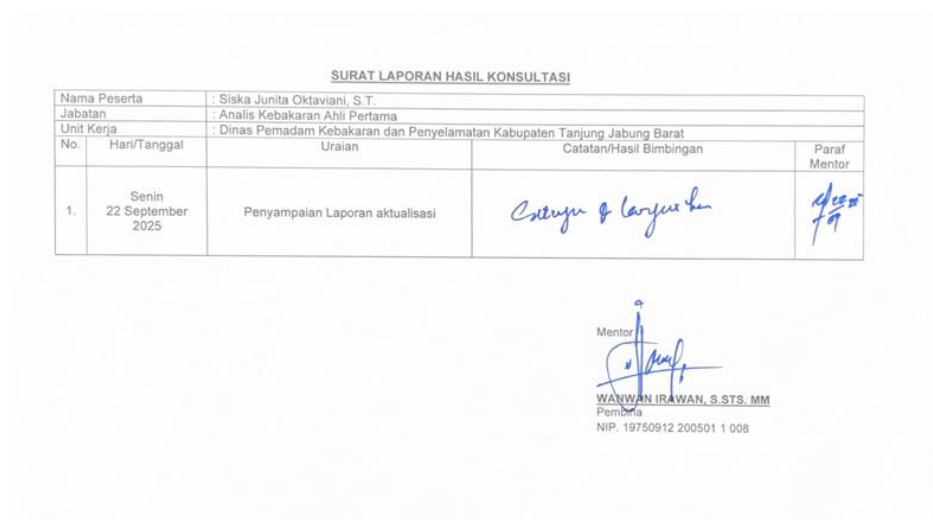 SURAT LAPORAN HASIL KONSULTASI
Nama Peserta : Siska Junita Oktaviani, S.T.
Jabatan : Analis Kebakaran Ahli Pertama
Unit Kerja : Dinas Pemadam Kebakaran dan Penyelamatan Kabupaten Tanjung Jabung Barat
No. Hari/Tanggal Uraian Catatan/Hasil Bimbingan Paraf
Mentor
Senin
1. 22 September Penyampaian Laporan aktualisasi
2025
Mentor
WANWAN IRAWAN, S.STS. MM
Pembina
NIP. 19750912 200501 1 008